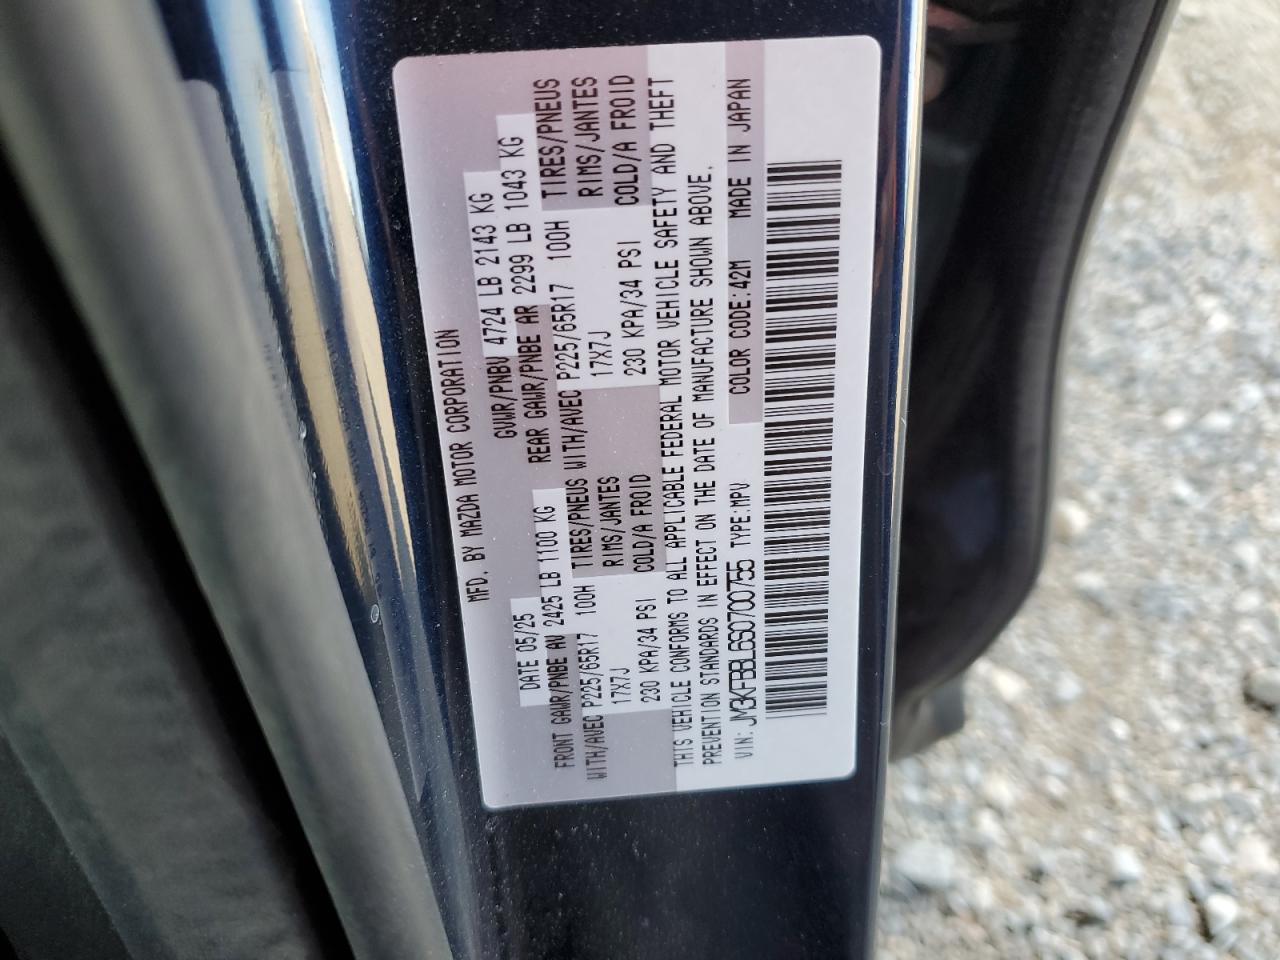 MFD. BY MAZDA MOTOR CORPORATION
DATE 05/25 GVWR/PNBV 4724 LB 2143 KG
FRONT GAWR/PNBE AV 2425 LB 1100 KG REAR GAWR/PNBE AR 2299 LB 1043 KG
WITH/AVEC P225/65R17 100H TIRES/PNEUS WITH/AVEC P225/65R17 100H TIRES/PNEUS
17X7J RIMS/JANTES 17X7J RIMS/JANTES
230 KPA/34 PSI COLD/A FROID 230 KPA/34 PSI COLD/A FROID
THIS VEHICLE CONFORMS TO ALL APPLICABLE FEDERAL MOTOR VEHICLE SAFETY AND THEFT
PREVENTION STANDARDS IN EFFECT ON THE DATE OF MANUFACTURE SHOWN ABOVE.
VIN: JM3KFBBL6S0700755 TYPE:MPV COLOR CODE:42M MADE IN JAPAN